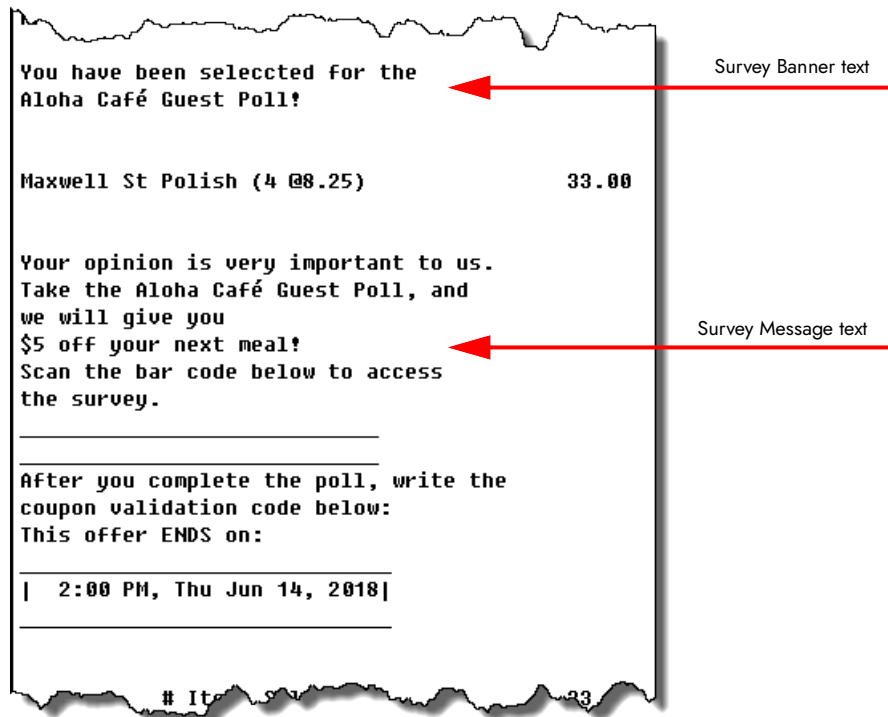 You have been seleccted for the
Aloha Café Guest Poll!
Survey Banner text
Maxwell St Polish (4 @8.25) 33.00
Your opinion is very important to us.
Take the Aloha Café Guest Poll, and
we will give you
$5 off your next meal!
Survey Message text
Scan the bar code below to access
the survey.
After you complete the poll, write the
coupon validation code below:
This offer ENDS on:
| 2:00 PM, Thu Jun 14, 2018|
#